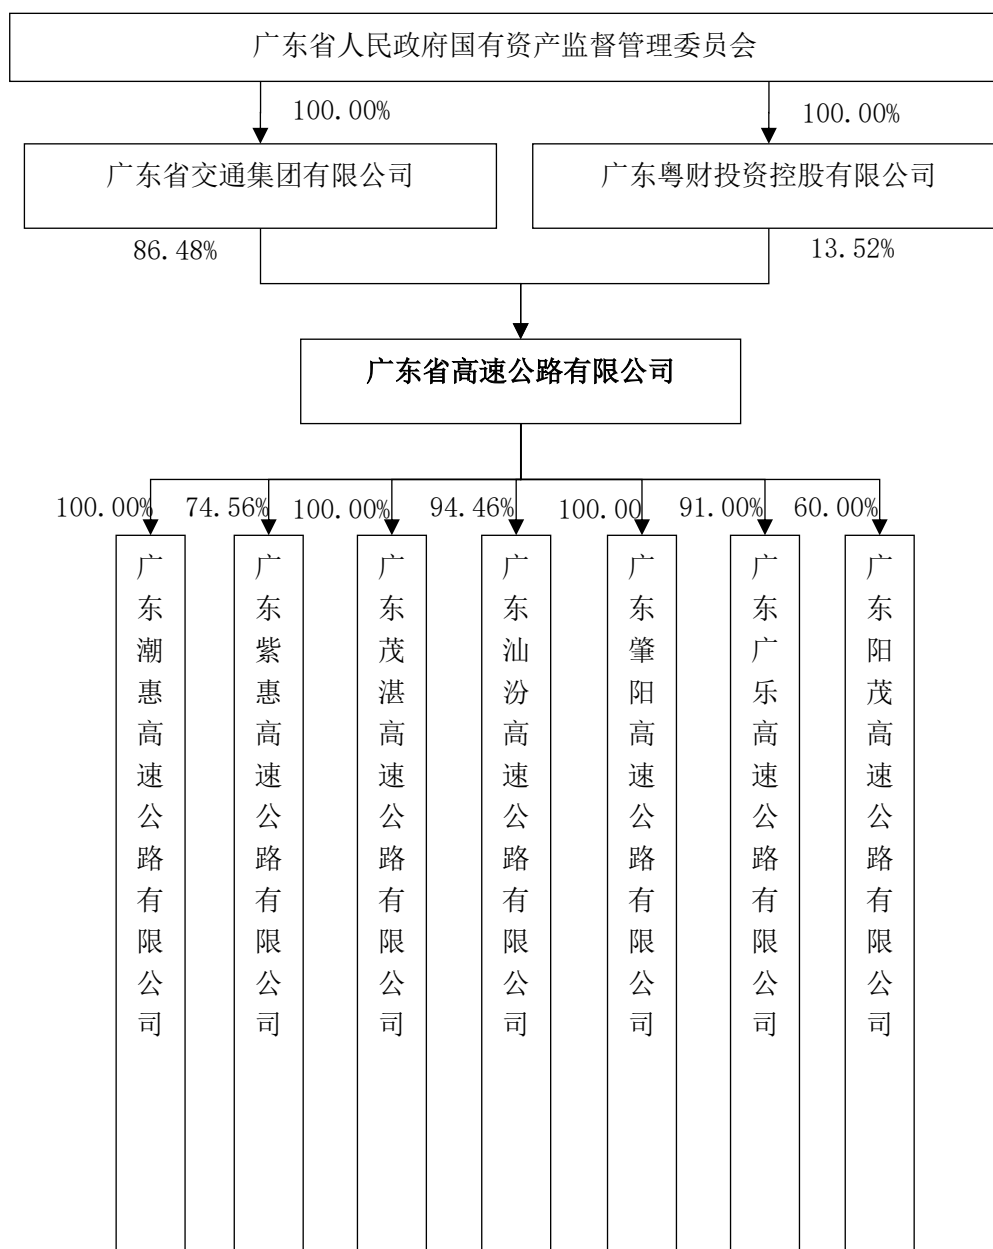 广东省人民政府国有资产监督管理委员会
100.00%
100.00%
广东省交通集团有限公司
广东粤财投资控股有限公司
86.48%
13.52%
广东省高速公路有限公司
100.00%
74.56%
100.00%
94.46%
100.00
91.00%
60.00%
广东潮惠高速公路有限公司
广东紫惠高速公路有限公司
广东茂湛高速公路有限公司
广东汕汾高速公路有限公司
广东肇阳高速公路有限公司
广东广乐高速公路有限公司
广东阳茂高速公路有限公司